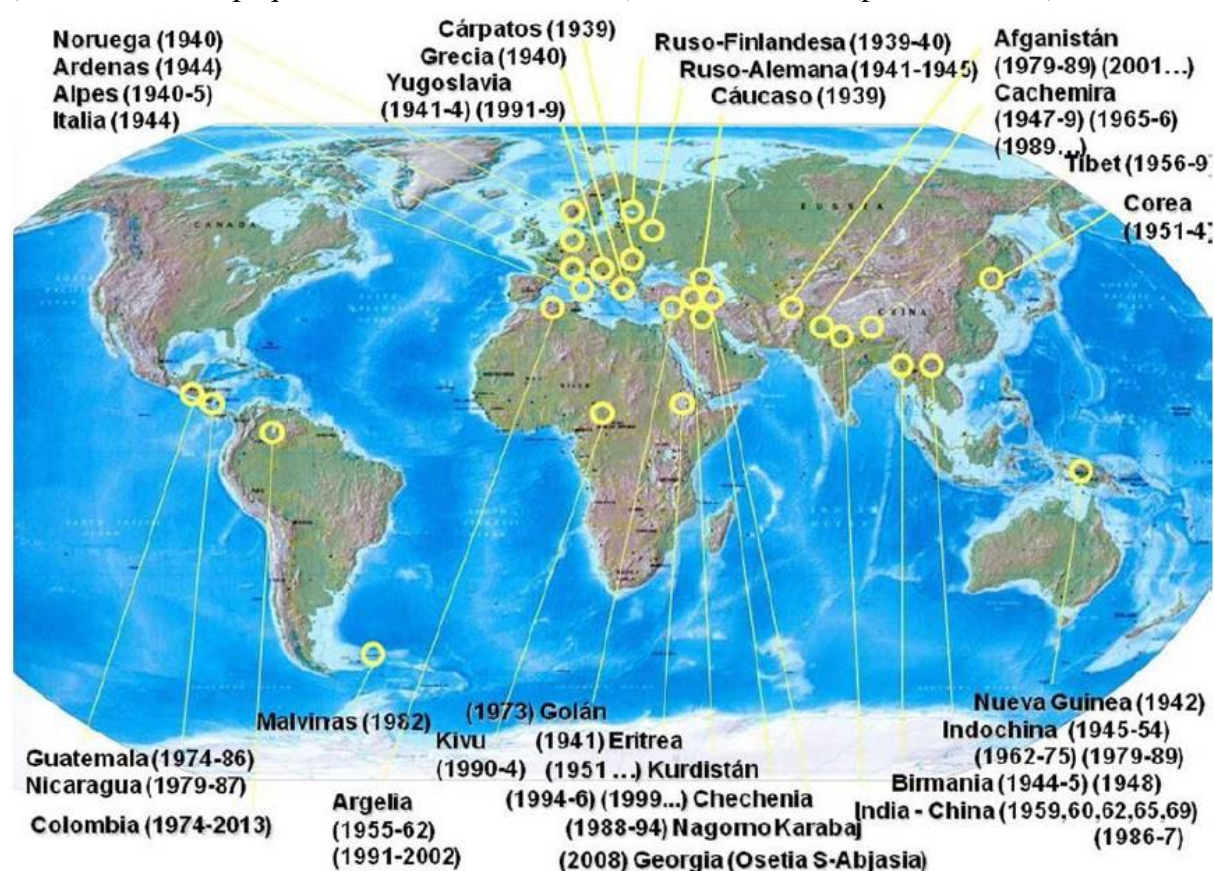 Noruega (1940)
Ardenas (1944)
Alpes (1940-5)
Italia (1944)
Cárpatos (1939)
Grecia (1940)
Yugoslavia
(1941-4) (1991-9)
Ruso-Finlandesa (1939-40)
Ruso-Alemana (1941-1945)
Cáucaso (1939)
Afganistán
(1979-89) (2001...)
Cachemira
(1947-9) (1965-6)
(1989...)
Tibet (1956-9
Corea
(1951-4
CANADA
RUSSIA
CHINA
Malvinas (1982)
Guatemala (1974-86)
Nicaragua (1979-87)
Colombia (1974-2013)
Argelia
(1955-62)
(1991-2002)
(1973) Golán
Kivu
(1990-4)
(1941) Eritrea
(1951 ...) Kurdistán
(1994-6) (1999...) Chechenia
(1988-94) Nagorno Karabaj
(2008) Georgia (Osetia S-Abjasia)
Nueva Guinea (1942)
Indochina (1945-54)
(1962-75) (1979-89)
Birmania (1944-5) (1948)
India - China (1959,60,62,65,69)
(1986-7)